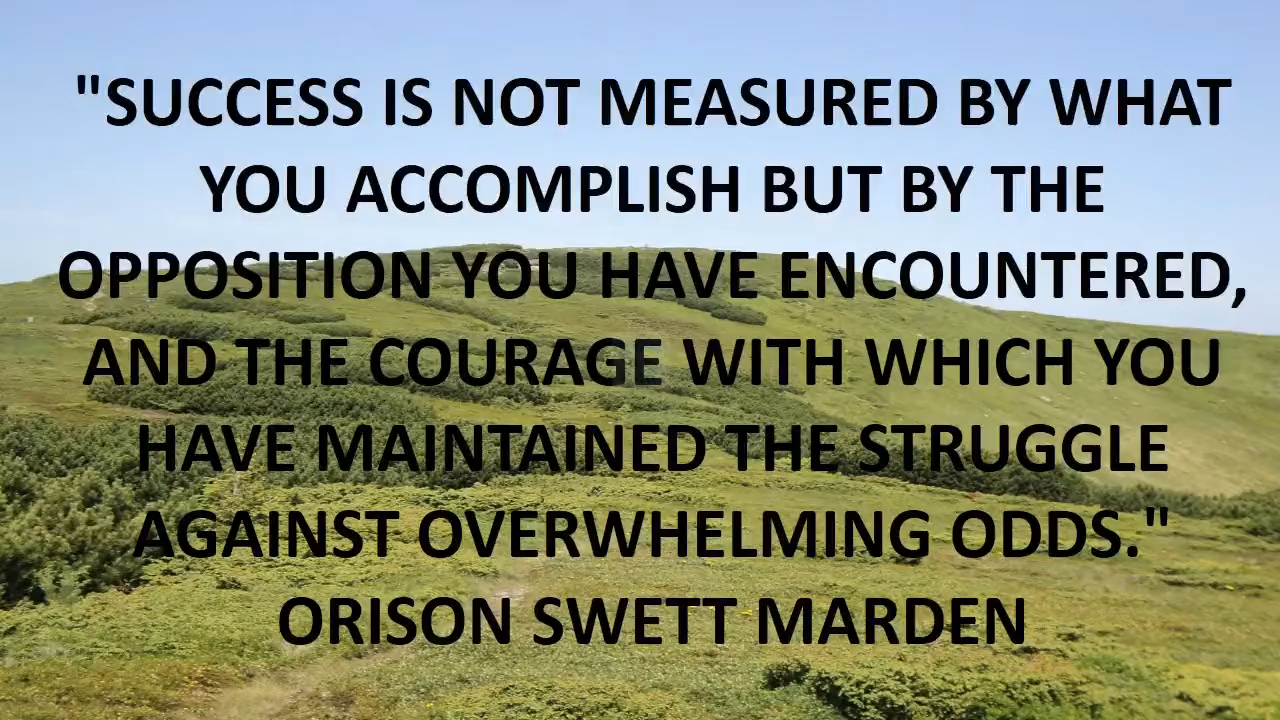 "SUCCESS IS NOT MEASURED BY WHAT
YOU ACCOMPLISH BUT BY THE
OPPOSITION YOU HAVE ENCOUNTERED,
AND THE COURAGE WITH WHICH YOU
HAVE MAINTAINED THE STRUGGLE
AGAINST OVERWHELMING ODDS."
ORISON SWETT MARDEN